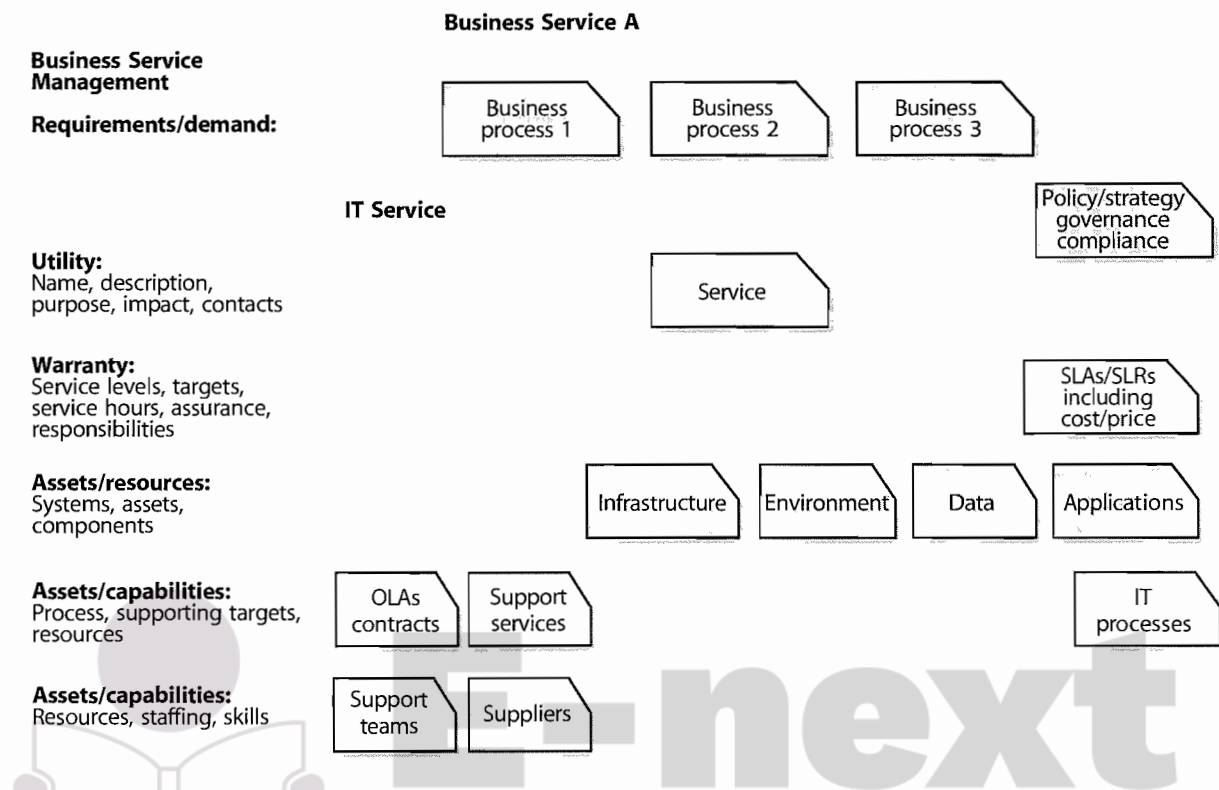 Business Service A
Business Service
Management
Requirements/demand:
Business
process 1
Business
process 2
Business
process 3
IT Service
Policy/strategy
governance
compliance
Utility:
Name, description,
purpose, impact, contacts
Service
Warranty:
Service levels, targets,
service hours, assurance,
responsibilities
SLAs/SLRs
including
cost/price
Assets/resources:
Systems, assets,
components
Infrastructure
Environment
Data
Applications
Assets/capabilities:
Process, supporting targets,
resources
OLAs
contracts
Support
services
IT
processes
Assets/capabilities:
Resources, staffing, skills
Support
teams
Suppliers
E-next